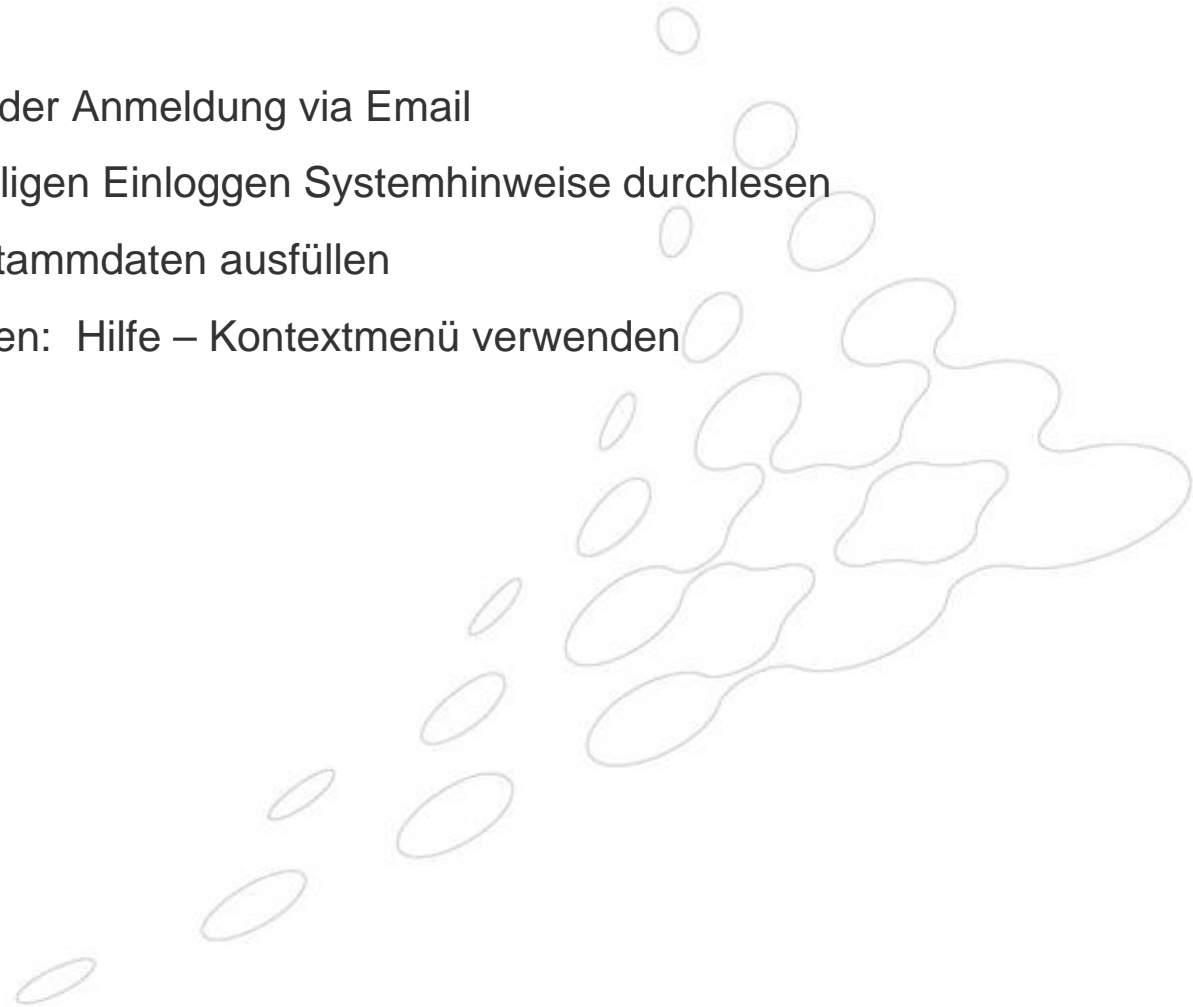 der Anmeldung via Email
ligen Einloggen Systemhinweise durchlesen
tammdaten ausfüllen
en: Hilfe – Kontextmenü verwenden